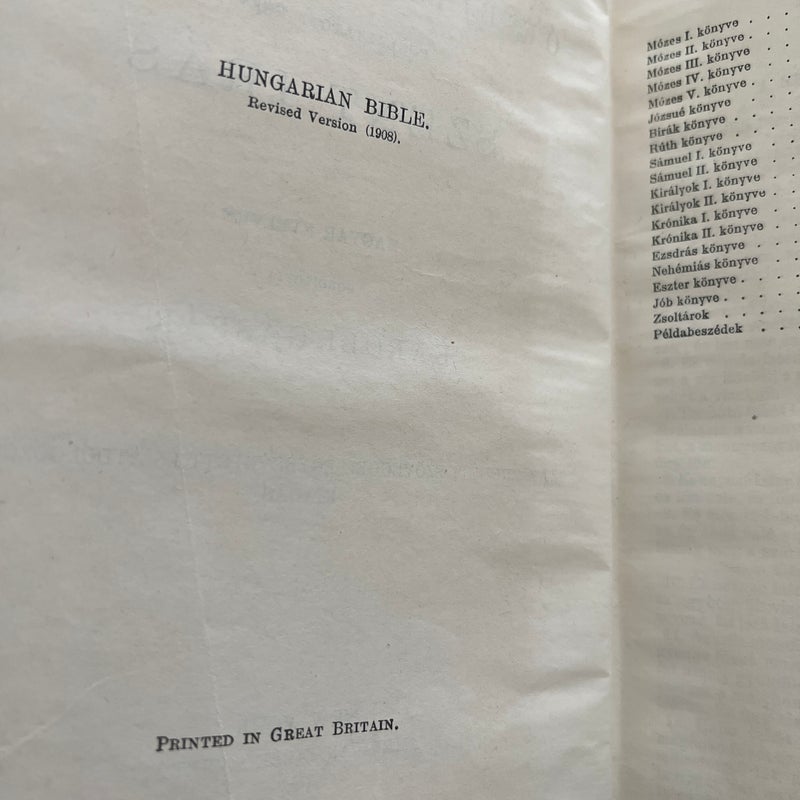 HUNGARIAN BIBLE.
Revised Version (1908).
PRINTED IN GREAT BRITAIN.
Mózes I. könyve . .
Mózes II. könyve . .
Mózes III. könyve . .
Mózes IV. könyve . .
Mózes V. könyve . . .
Józsué könyve . . .
Birák könyve . . .
Rúth könyve . . .
Sámuel I. könyve . .
Sámuel II. könyve . .
Királyok I. könyve . .
Királyok II. könyve . .
Krónika I. könyve . .
Krónika II. könyve . .
Ezsdrás könyve . . .
Nehémiás könyve . . .
Eszter könyve . . . .
Jób könyve . . . . .
Zsoltárok . . . . .
Példabeszédek . . .